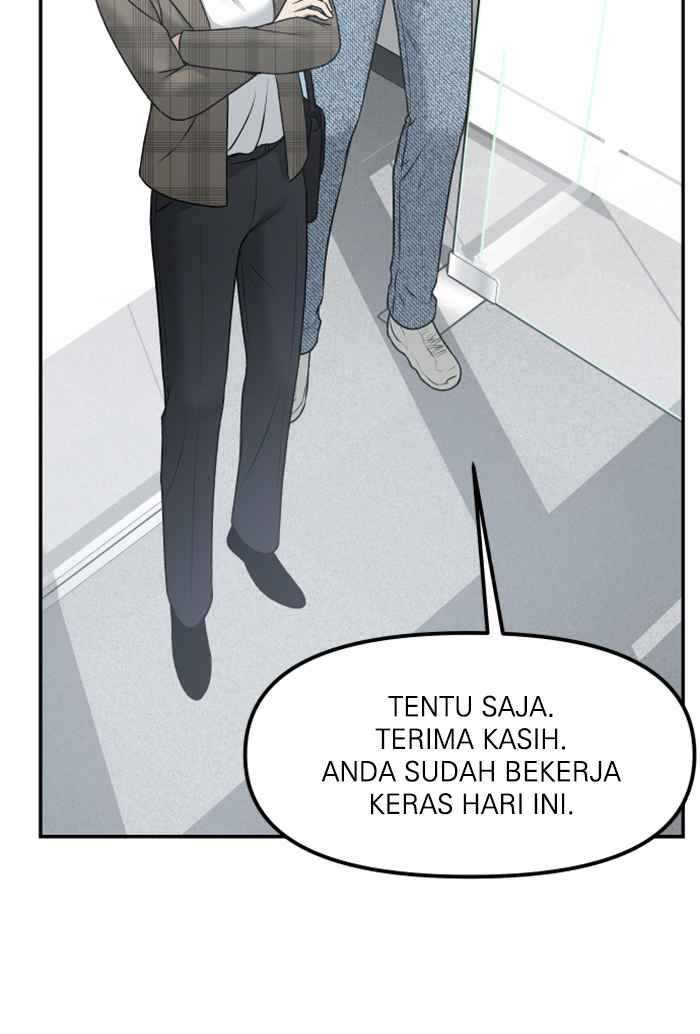 TENTU SAJA.
TERIMA KASIH.
ANDA SUDAH BEKERJA
KERAS HARI INI.